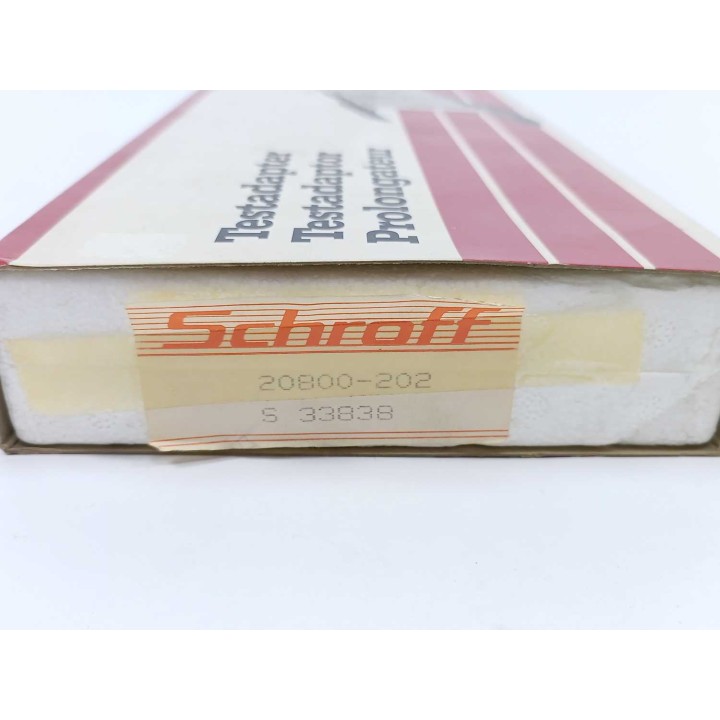 Testadapter
Testadaptor
Prolongateur
Schroff
20800-202
S 33838